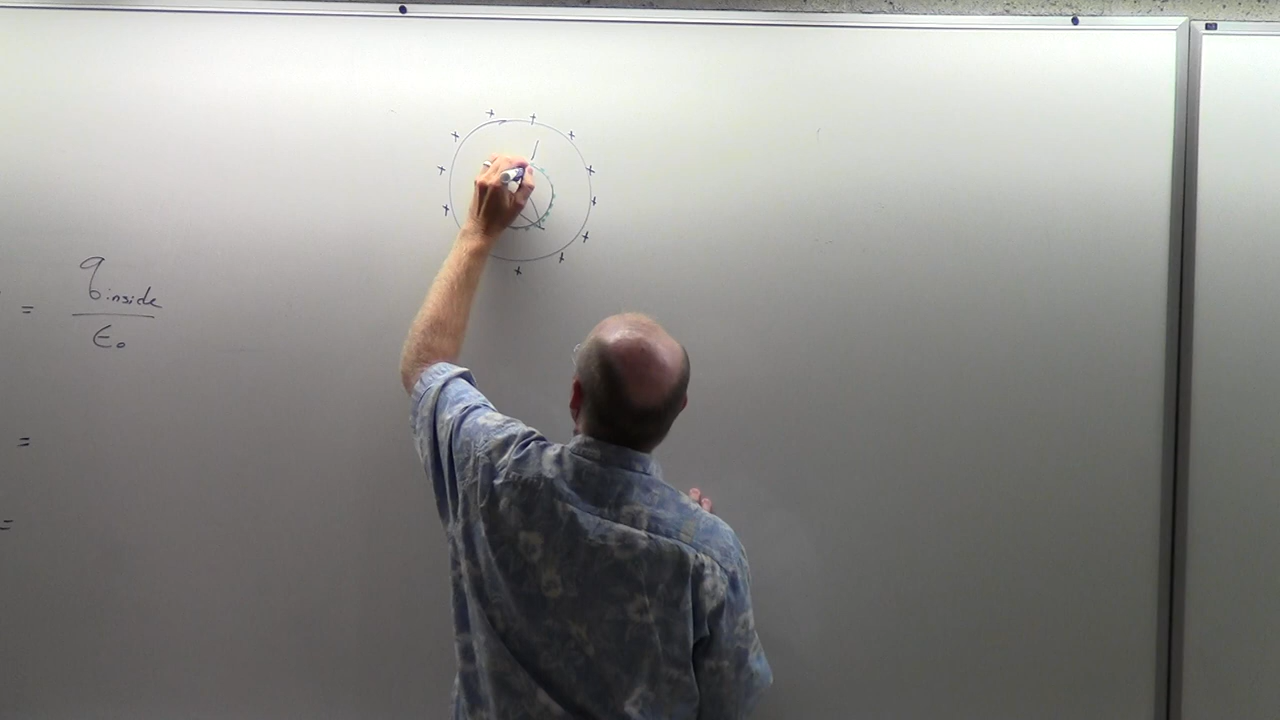 = q inside / ε₀
=
=
+ + + + + + + + + + + +